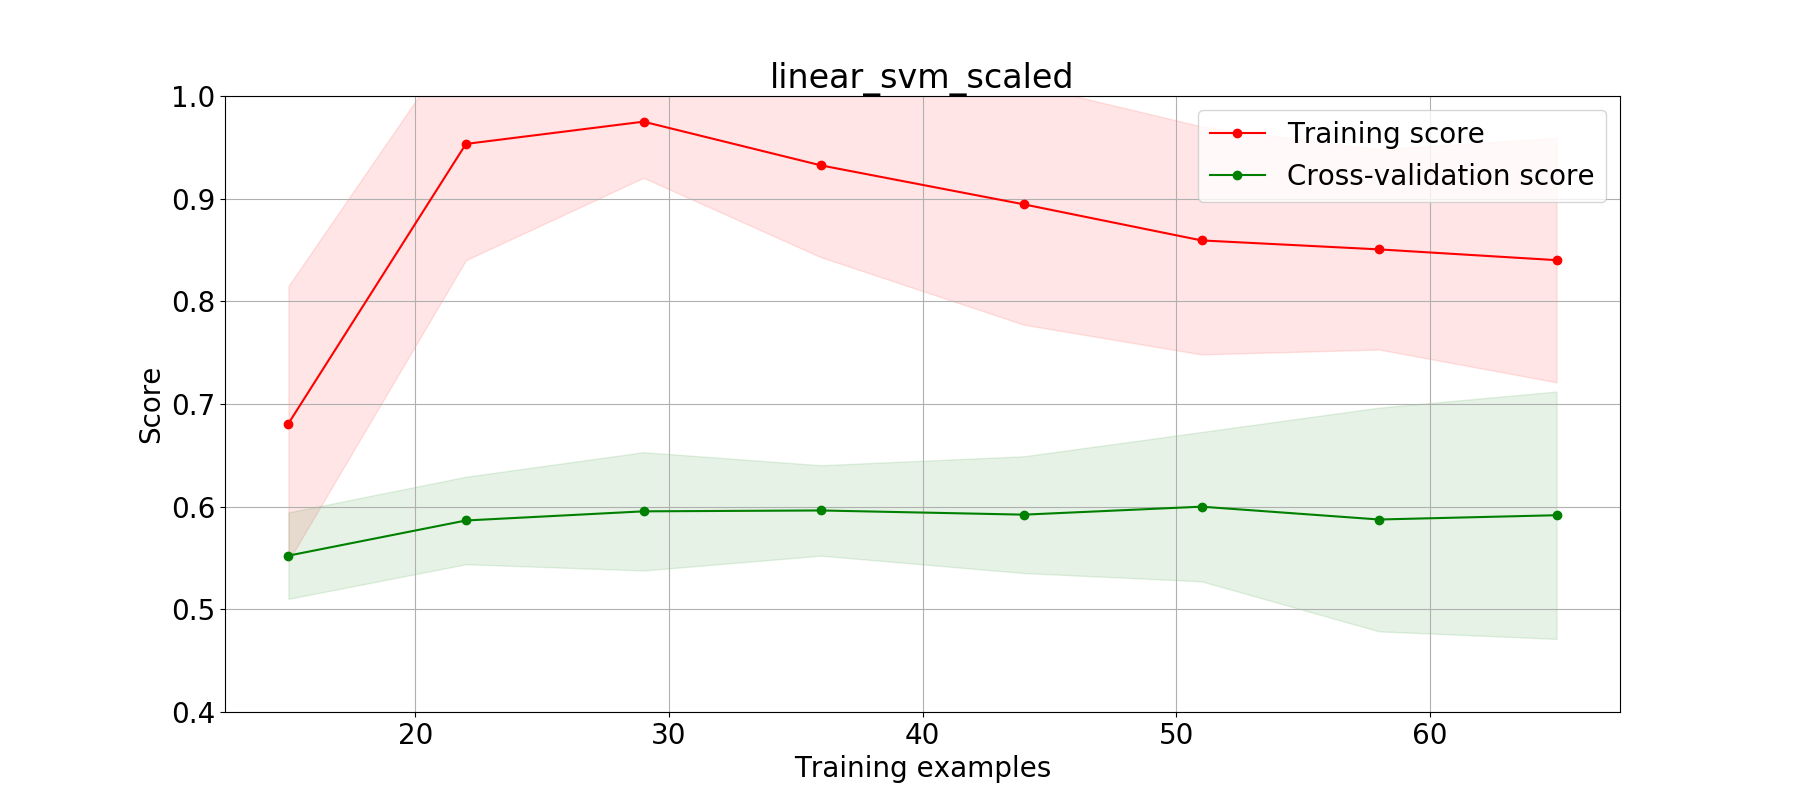 linear_svm_scaled
1.0
0.9
0.8
0.7
0.6
0.5
0.4
Score
Training score
Cross-validation score
20 30 40 50 60
Training examples